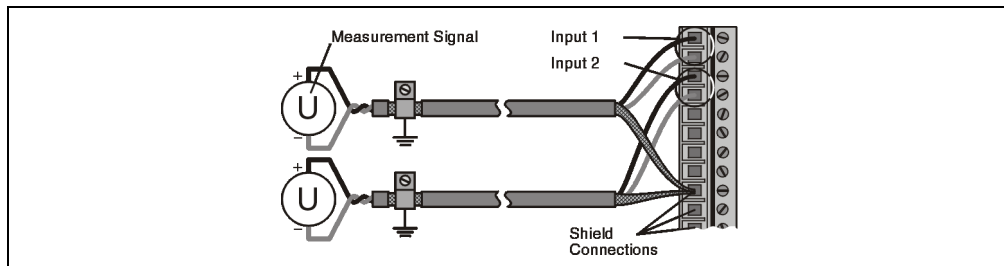 Measurement Signal
Input 1
Input 2
+
U
−
+
U
−
Shield
Connections